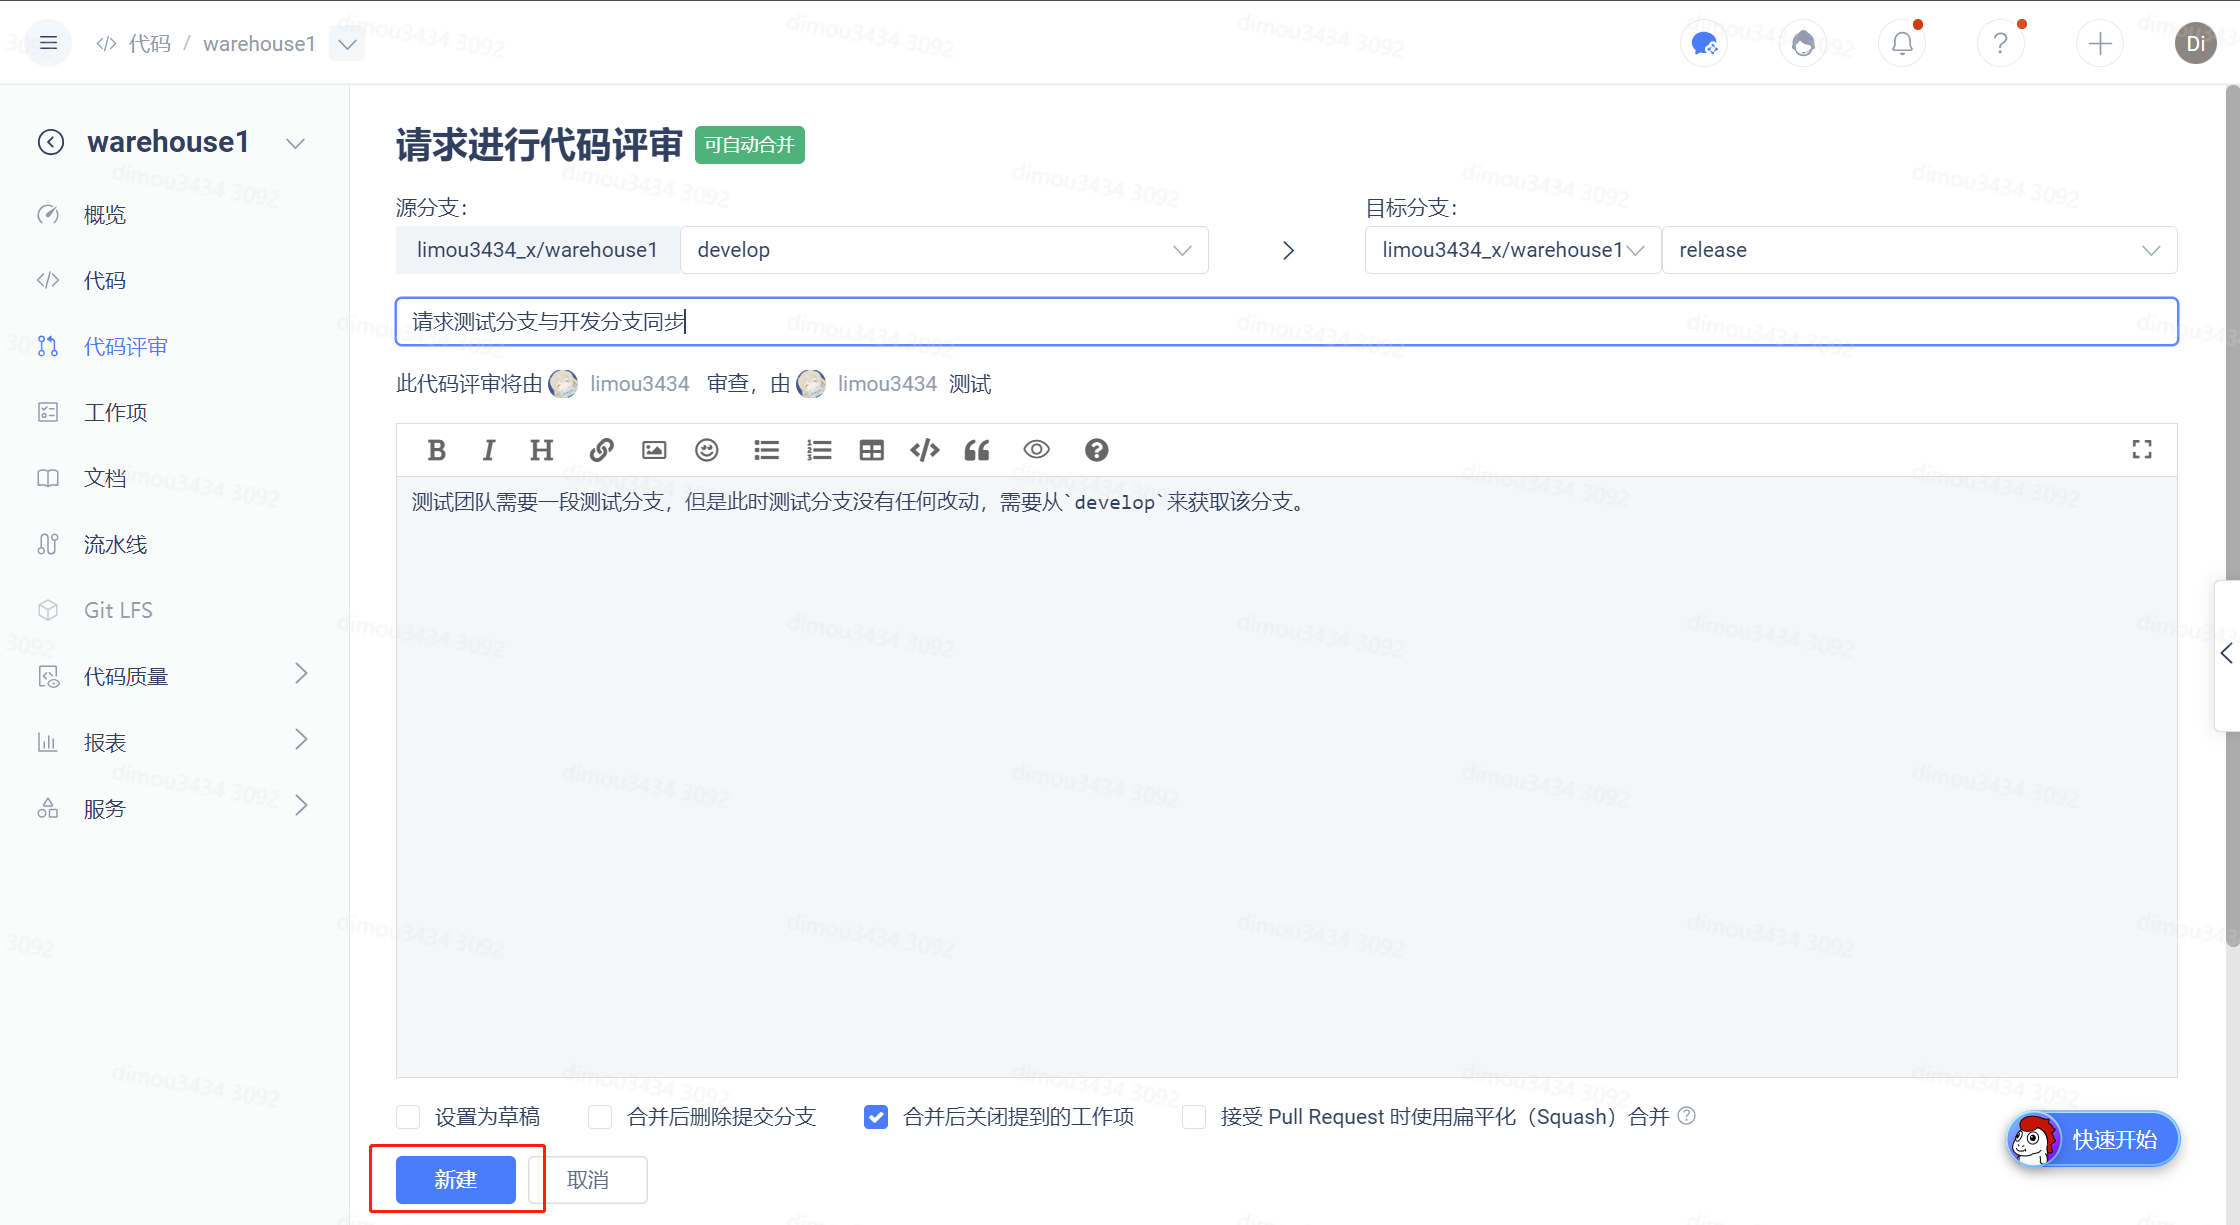 代码 / warehouse1
Di
warehouse1
概览
代码
代码评审
工作项
文档
流水线
Git LFS
代码质量
报表
服务
请求进行代码评审 可自动合并
源分支：
目标分支：
limou3434_x/warehouse1 develop
limou3434_x/warehouse1 release
请求测试分支与开发分支同步
此代码评审将由 limou3434 审查，由 limou3434 测试
测试团队需要一段测试分支，但是此时测试分支没有任何改动，需要从`develop`来获取该分支。
设置为草稿 合并后删除提交分支 合并后关闭提到的工作项 接受 Pull Request 时使用扁平化（Squash）合并
快速开始
新建 取消
dimou3434 3092